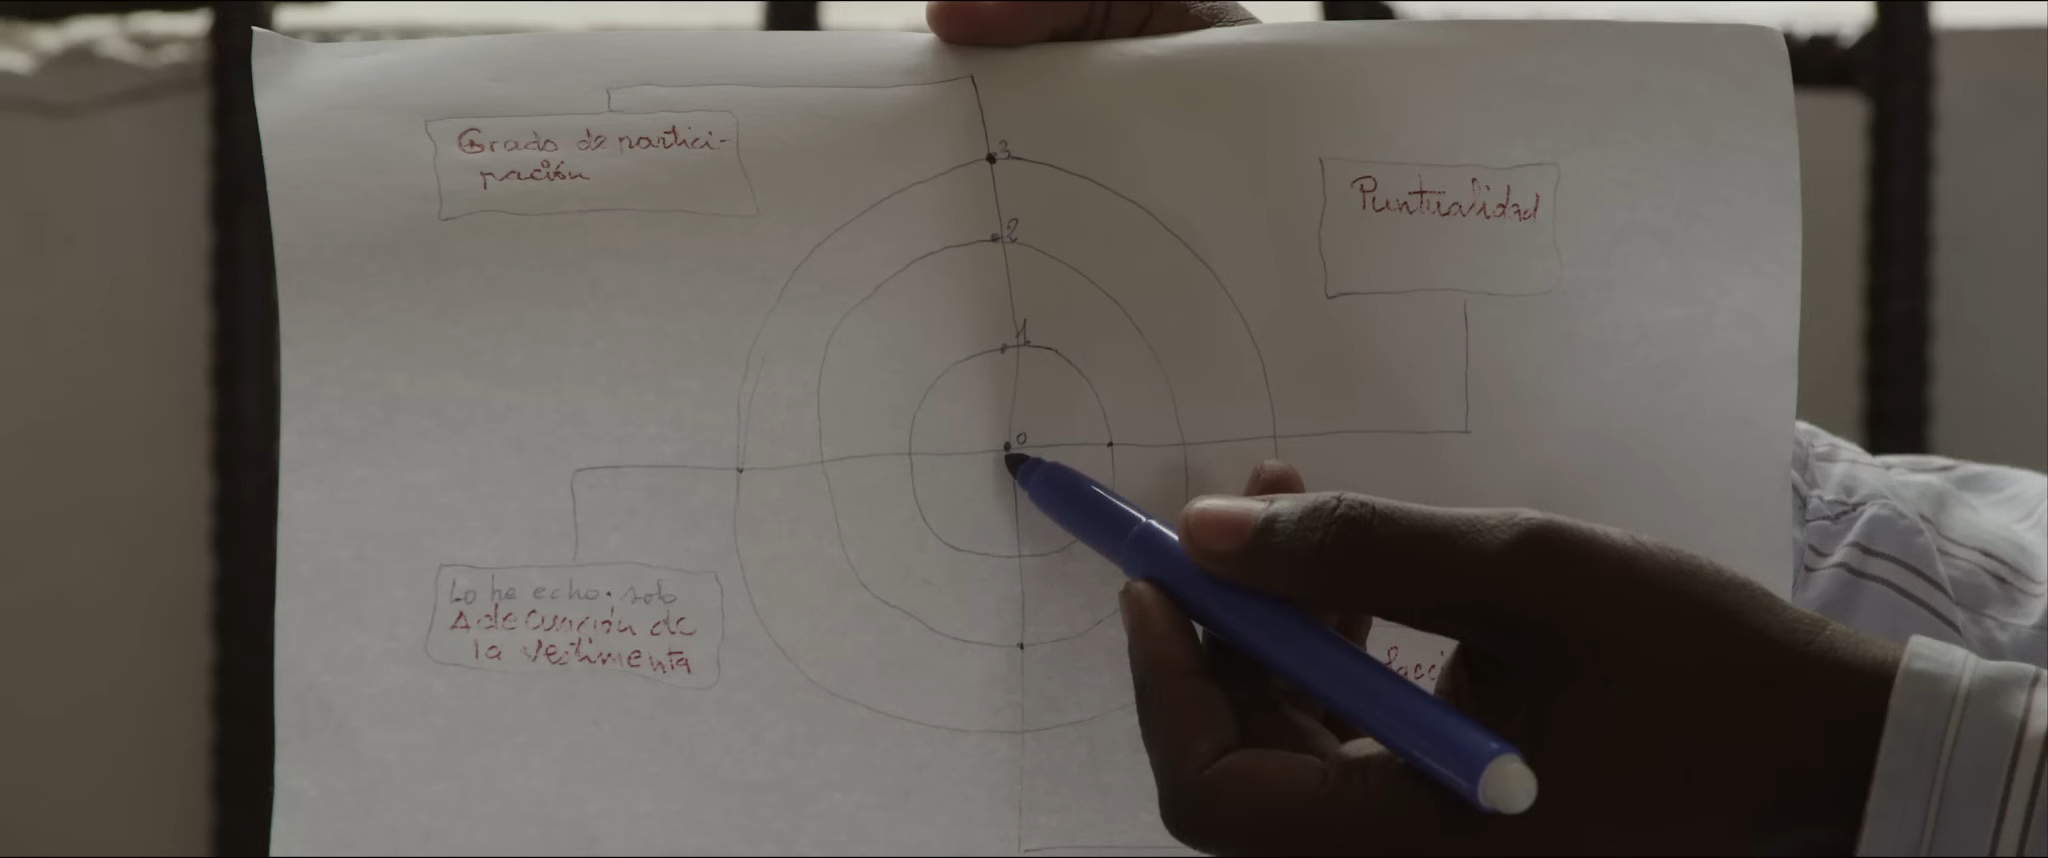 Grado de partici-
pación
Puntualidad
3
2
1
0
Lo he echo. solo
Adecuación de
la vestimenta